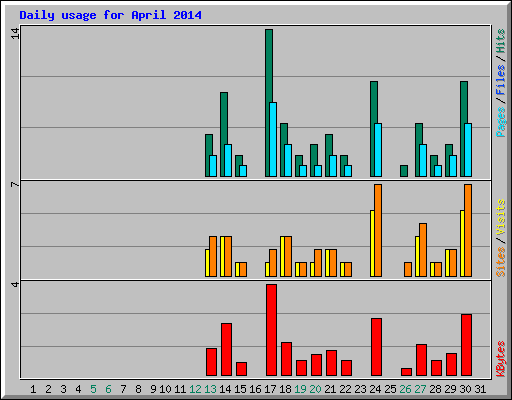 Daily usage for April 2014
14
Pages / Files / Hits
7
Sites / Visits
4
KBytes
1 2 3 4 5 6 7 8 9 10 11 12 13 14 15 16 17 18 19 20 21 22 23 24 25 26 27 28 29 30 31